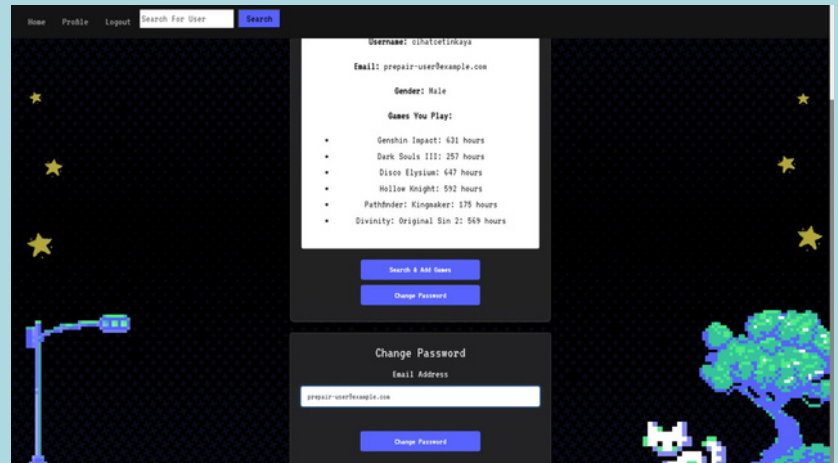 Home Profile Logout Search For User Search
Username: cihatcetinkaya
Email: prepair-user@example.com
Gender: Male
Games You Play:
• Genshin Impact: 631 hours
• Dark Souls III: 257 hours
• Disco Elysium: 647 hours
• Hollow Knight: 592 hours
• Pathfinder: Kingmaker: 175 hours
• Divinity: Original Sin 2: 569 hours
Search & Add Games
Change Password
Change Password
Email Address
prepair-user@example.com
Change Password